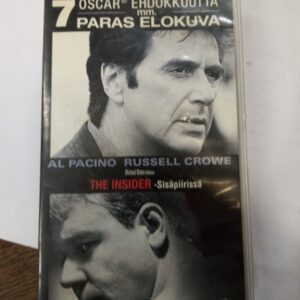 7 OSCAR® EHDOKKUUTTA
mm.
PARAS ELOKUVA
AL PACINO RUSSELL CROWE
THE INSIDER -Sisäpiirissä